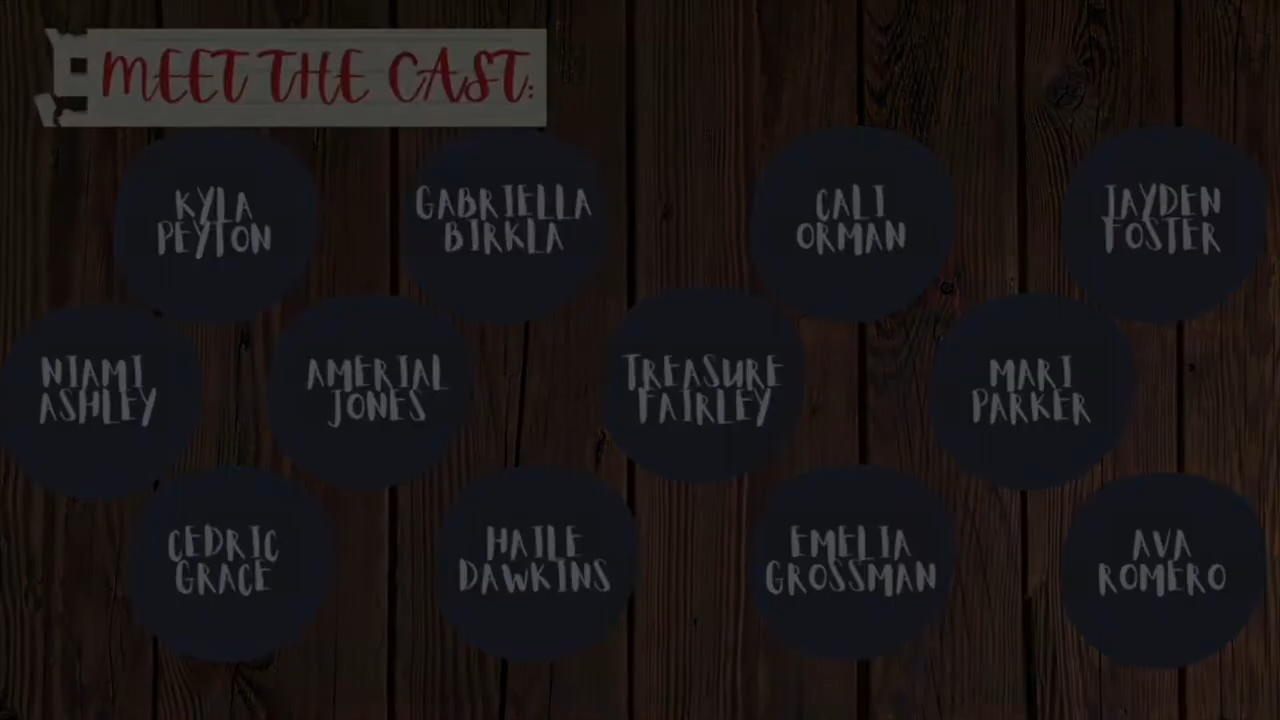 MEET THE CAST:
KYLA
PEYTON
GABRIELLA
BIRKLA
CALI
ORMAN
JAYDEN
FOSTER
NIAMI
ASHLEY
AMERIAL
JONES
TREASURE
FAIRLEY
MARI
PARKER
CEDRIC
GRACE
HAILE
DAWKINS
EMELIA
GROSSMAN
AVA
ROMERO